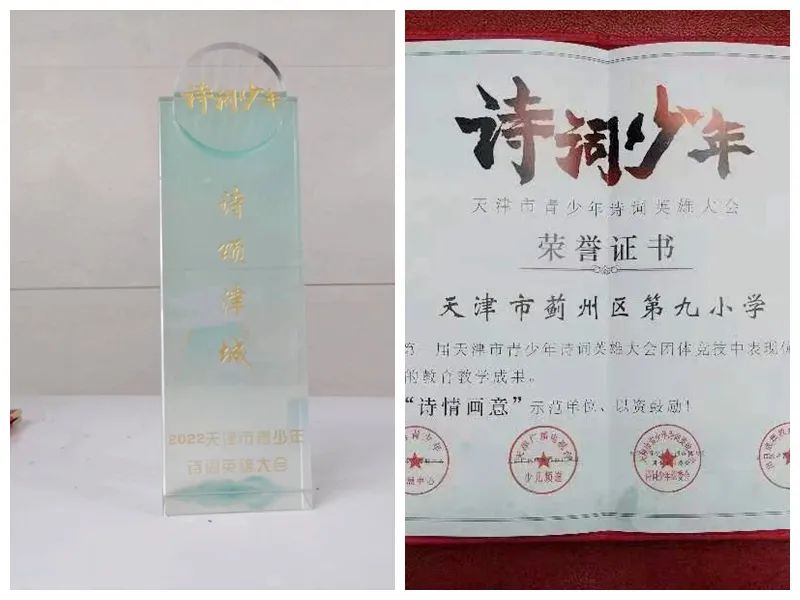 诗词少年
诗
颂
津
城
2022天津市青少年
诗词英雄大会
诗词少年
天津市青少年诗词英雄大会
荣誉证书
天津市蓟州区第九小学
一届天津市青少年诗词英雄大会团体竞技中表现
的教育教学成果。
“诗情画意”示范单位、以资鼓励!
少儿频道